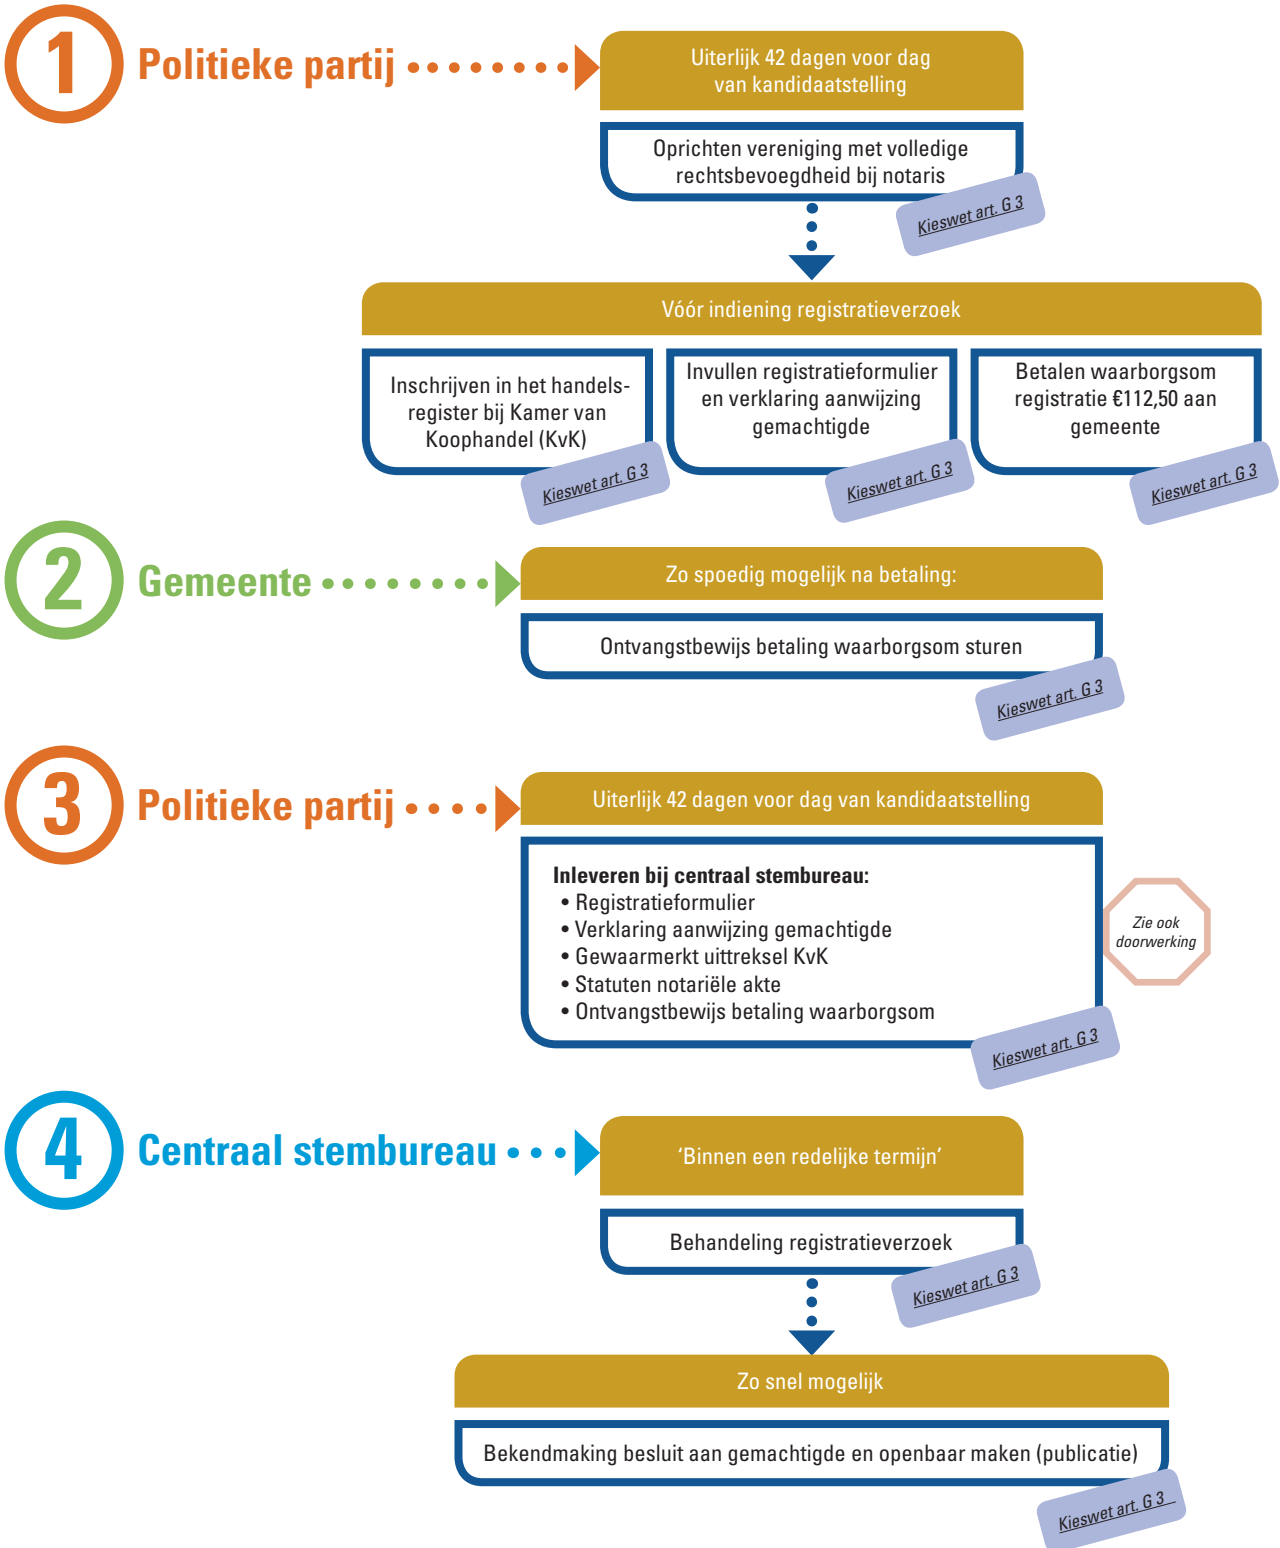 1
Politieke partij
Uiterlijk 42 dagen voor dag
van kandidaatstelling
Oprichten vereniging met volledige
rechtsbevoegdheid bij notaris
Kieswet art. G 3
Vóór indiening registratieverzoek
Inschrijven in het handels-
register bij Kamer van
Koophandel (KvK)
Kieswet art. G 3
Invullen registratieformulier
en verklaring aanwijzing
gemachtigde
Kieswet art. G 3
Betalen waarborgsom
registratie €112,50 aan
gemeente
Kieswet art. G 3
2
Gemeente
Zo spoedig mogelijk na betaling:
Ontvangstbewijs betaling waarborgsom sturen
Kieswet art. G 3
3
Politieke partij
Uiterlijk 42 dagen voor dag van kandidaatstelling
Inleveren bij centraal stembureau:
• Registratieformulier
• Verklaring aanwijzing gemachtigde
• Gewaarmerkt uittreksel KvK
• Statuten notariële akte
• Ontvangstbewijs betaling waarborgsom
Zie ook
doorwerking
Kieswet art. G 3
4
Centraal stembureau
‘Binnen een redelijke termijn’
Behandeling registratieverzoek
Kieswet art. G 3
Zo snel mogelijk
Bekendmaking besluit aan gemachtigde en openbaar maken (publicatie)
Kieswet art. G 3